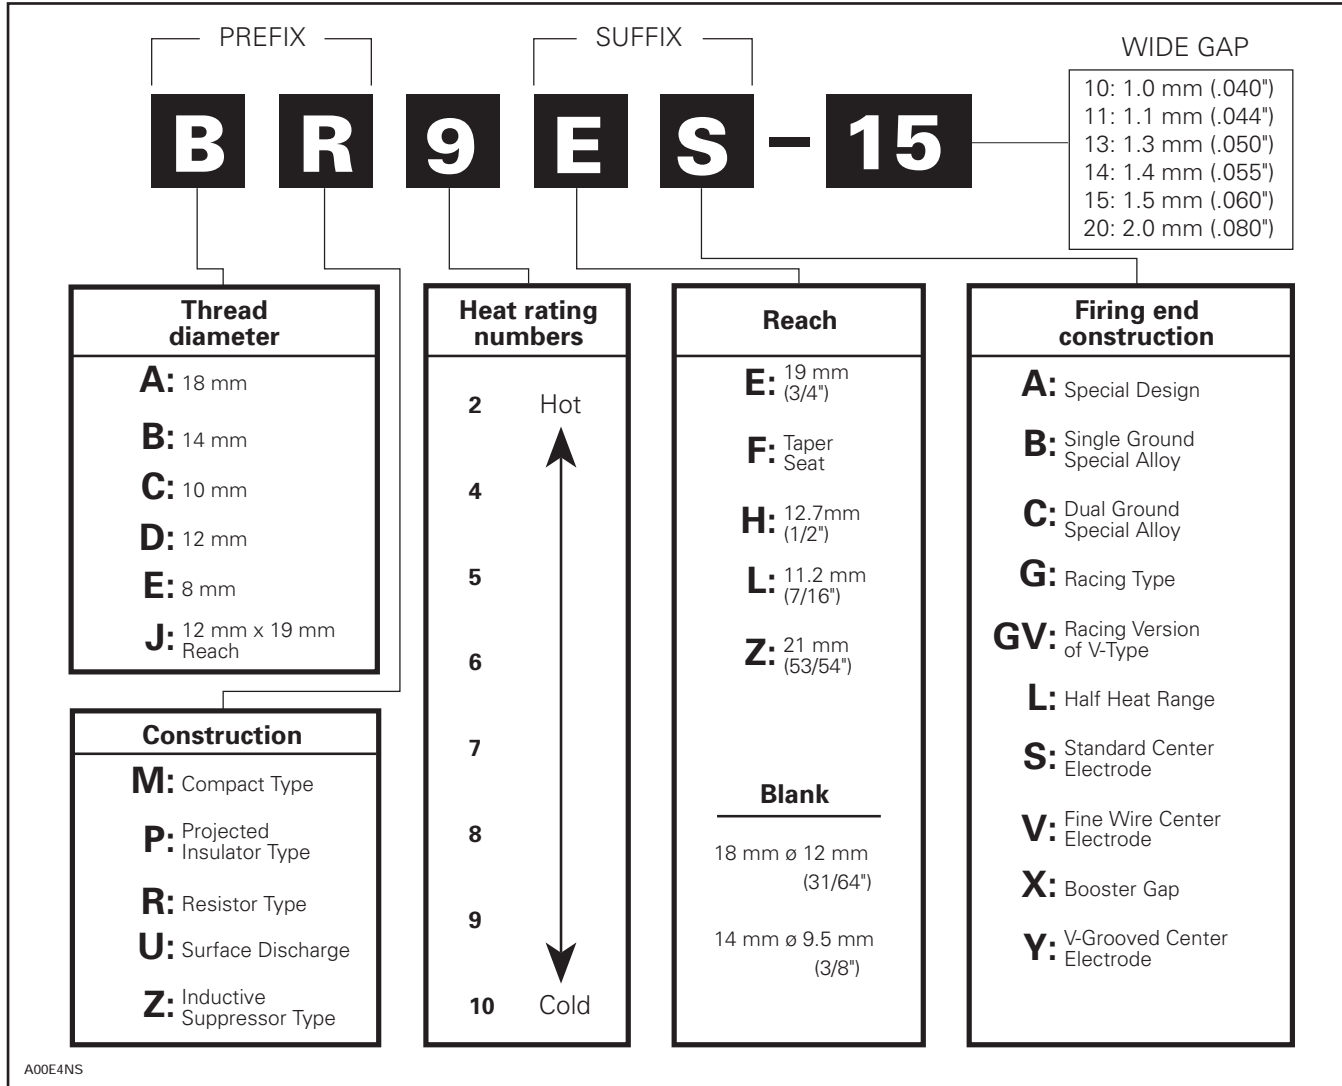 PREFIX
SUFFIX
WIDE GAP
B R 9 E S - 15
10: 1.0 mm (.040")
11: 1.1 mm (.044")
13: 1.3 mm (.050")
14: 1.4 mm (.055")
15: 1.5 mm (.060")
20: 2.0 mm (.080")
Thread
diameter
A: 18 mm
B: 14 mm
C: 10 mm
D: 12 mm
E: 8 mm
J: 12 mm x 19 mm
Reach
Construction
M: Compact Type
P: Projected
Insulator Type
R: Resistor Type
U: Surface Discharge
Z: Inductive
Suppressor Type
Heat rating
numbers
2 Hot
4
5
6
7
8
9
10 Cold
Reach
E: 19 mm
(3/4")
F: Taper
Seat
H: 12.7mm
(1/2")
L: 11.2 mm
(7/16")
Z: 21 mm
(53/54")
Blank
18 mm ø 12 mm
(31/64")
14 mm ø 9.5 mm
(3/8")
Firing end
construction
A: Special Design
B: Single Ground
Special Alloy
C: Dual Ground
Special Alloy
G: Racing Type
GV: Racing Version
of V-Type
L: Half Heat Range
S: Standard Center
Electrode
V: Fine Wire Center
Electrode
X: Booster Gap
Y: V-Grooved Center
Electrode
A00E4NS